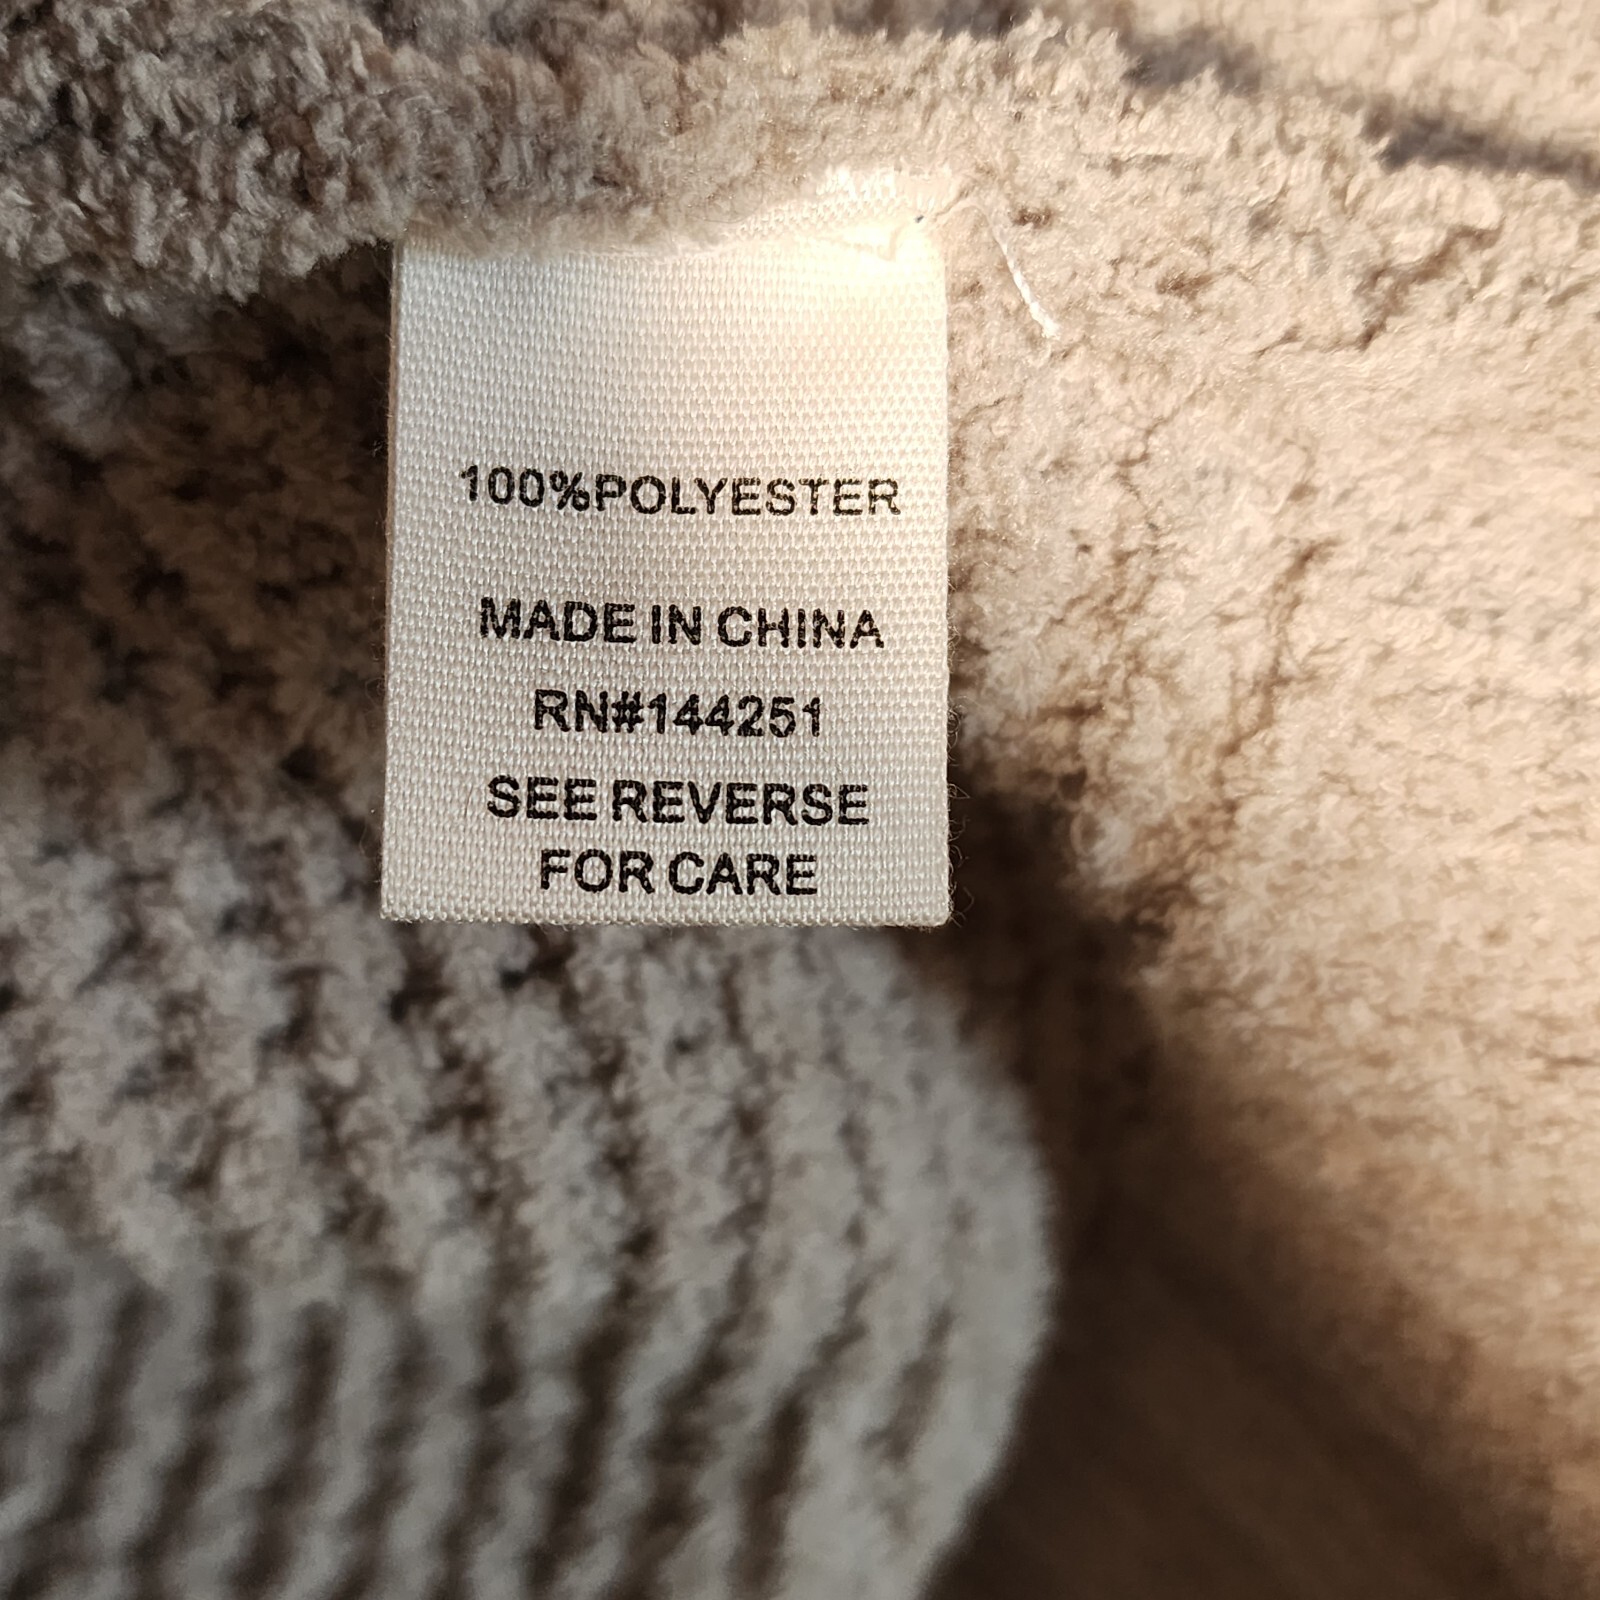 100%POLYESTER
MADE IN CHINA
RN#144251
SEE REVERSE
FOR CARE